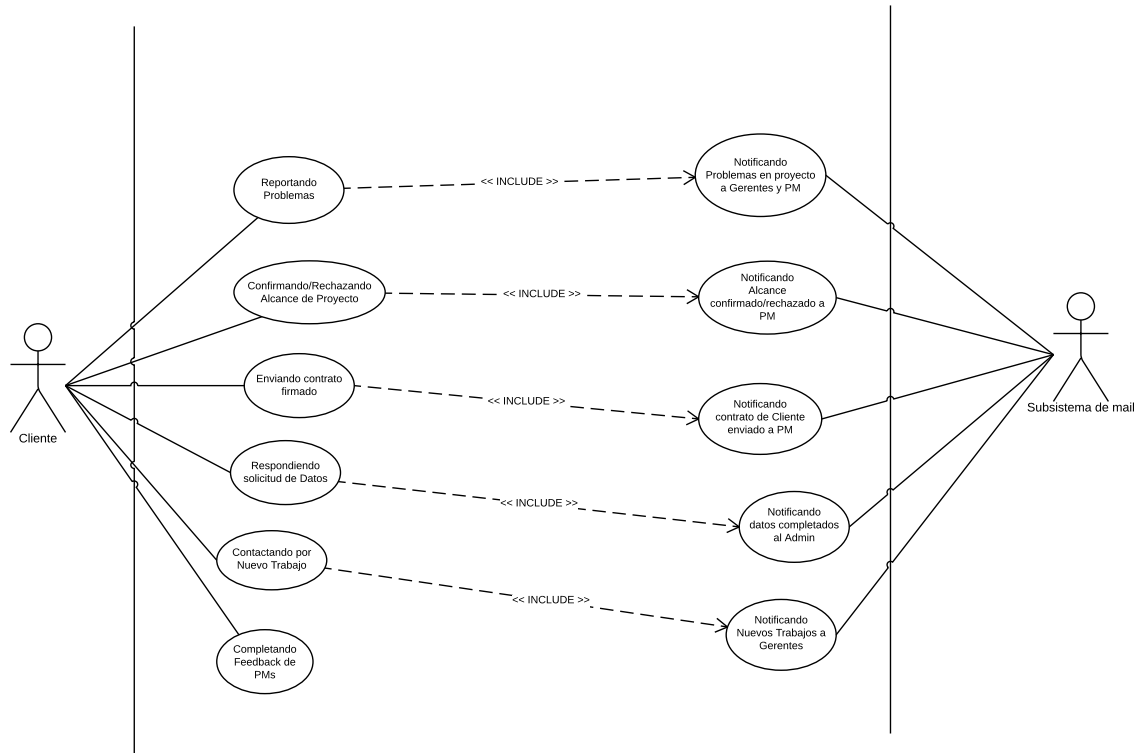 Notificando
Problemas en proyecto
a Gerentes y PM
Reportando
Problemas
<< INCLUDE >>
Confirmando/Rechazando
Alcance de Proyecto
<< INCLUDE >>
Notificando
Alcance
confirmado/rechazado a
PM
Enviando contrato
firmado
<< INCLUDE >>
Notificando
contrato de Cliente
enviado a PM
Cliente
Subsistema de mail
Respondiendo
solicitud de Datos
<< INCLUDE >>
Notificando
datos completados
al Admin
Contactando por
Nuevo Trabajo
<< INCLUDE >>
Notificando
Nuevos Trabajos a
Gerentes
Completando
Feedback de
PMs